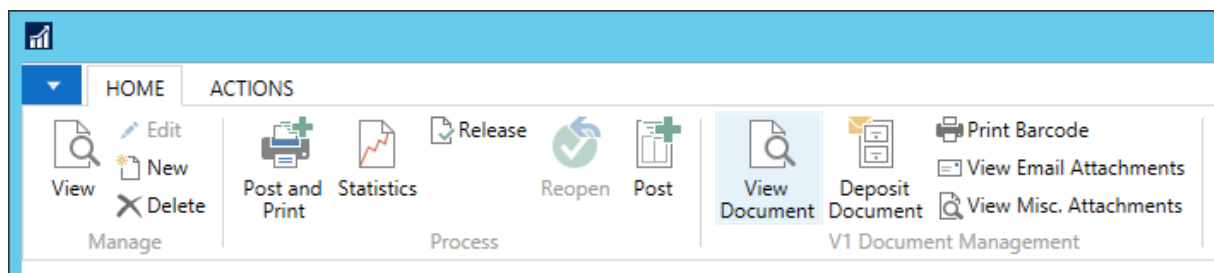 HOME
ACTIONS
View
Edit
New
Delete
Manage
Post and
Print
Statistics
Release
Reopen
Post
Process
View
Document
Deposit
Document
Print Barcode
View Email Attachments
View Misc. Attachments
V1 Document Management